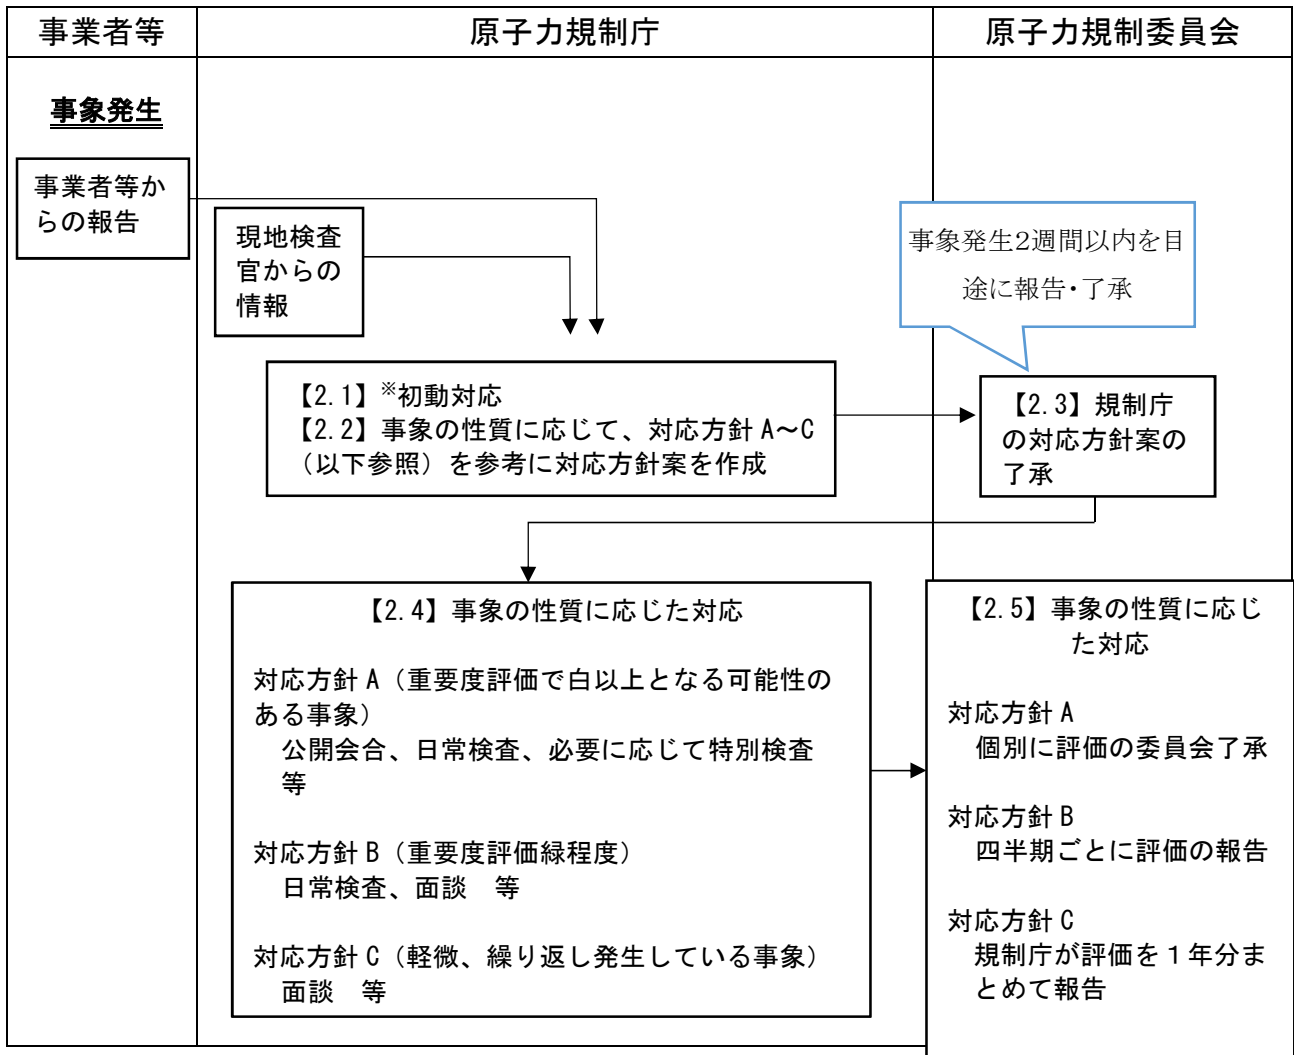 事業者等
原子力規制庁
原子力規制委員会
事象発生
事業者等か
らの報告
現地検査
官からの
情報
事象発生2週間以内を目
途に報告・了承
【2.1】※初動対応
【2.2】事象の性質に応じて、対応方針A~C
(以下参照)を参考に対応方針案を作成
【2.3】規制庁
の対応方針案の
了承
【2.4】事象の性質に応じた対応
対応方針A(重要度評価で白以上となる可能性の
ある事象)
公開会合、日常検査、必要に応じて特別検査
等
対応方針B(重要度評価緑程度)
日常検査、面談 等
対応方針C(軽微、繰り返し発生している事象)
面談 等
【2.5】事象の性質に応じ
た対応
対応方針A
個別に評価の委員会了承
対応方針B
四半期ごとに評価の報告
対応方針C
規制庁が評価を1年分ま
とめて報告